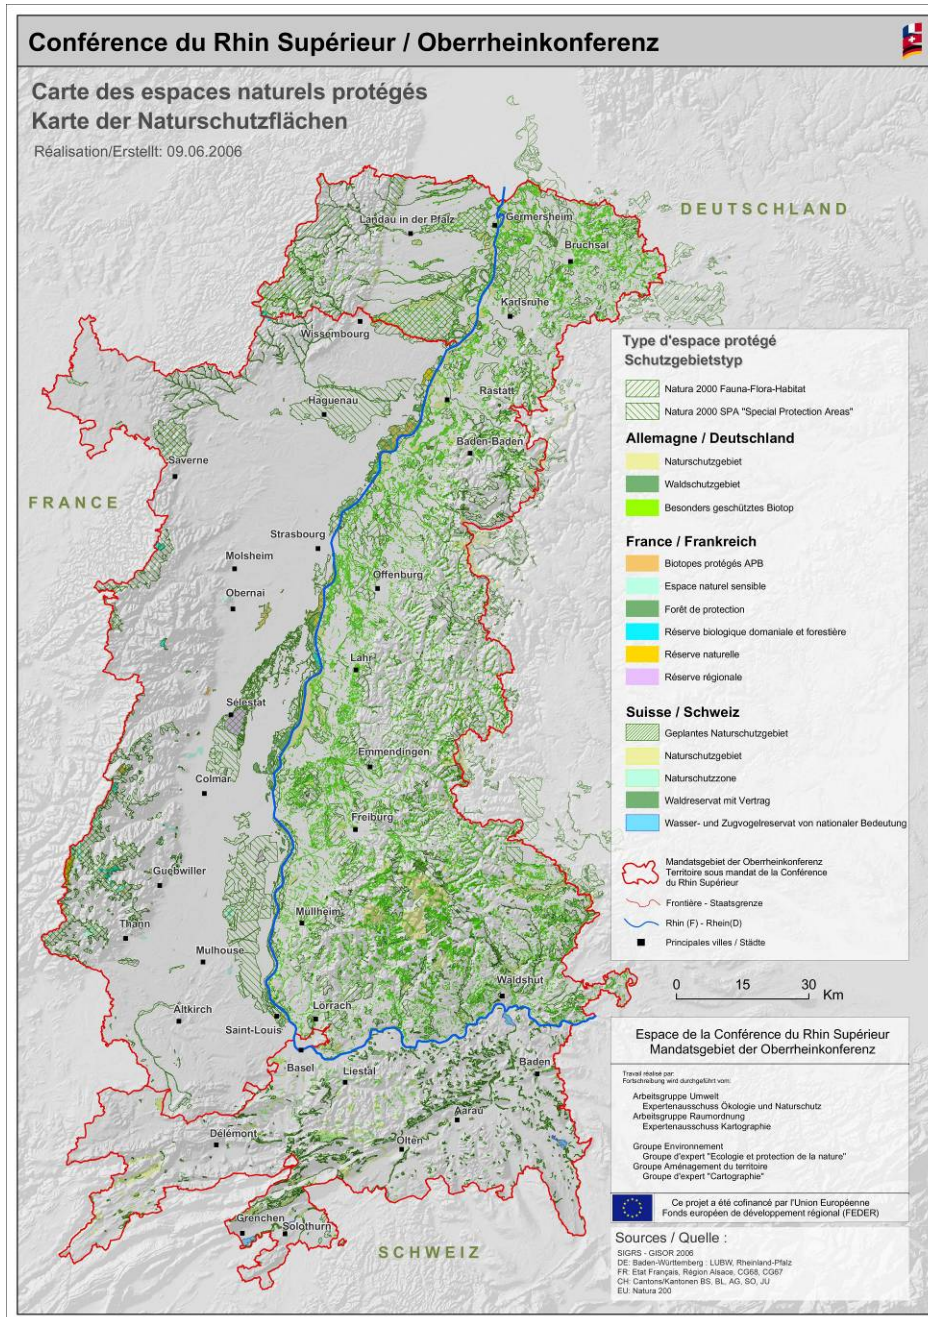 Conférence du Rhin Supérieur / Oberrheinkonferenz
Carte des espaces naturels protégés
Karte der Naturschutzflächen
Réalisation/Erstellt: 09.06.2006
DEUTSCHLAND
Landau in der Pfalz
Germersheim
Bruchsal
Karlsruhe
Wissembourg
Rastatt
Haguenau
Baden-Baden
Saverne
FRANCE
Strasbourg
Molsheim
Offenburg
Obernai
Lahr
Sélestat
Emmendingen
Colmar
Freiburg
Guebwiller
Mullheim
Thann
Mulhouse
Waldshut
Altkirch
Lorrach
Saint-Louis
Basel
Liestal
Baden
Aarau
Délémont
Olten
Grenchen
Solothurn
SCHWEIZ
Type d'espace protégé
Schutzgebietstyp
Natura 2000 Fauna-Flora-Habitat
Natura 2000 SPA "Special Protection Areas"
Allemagne / Deutschland
Naturschutzgebiet
Waldschutzgebiet
Besonders geschütztes Biotop
France / Frankreich
Biotopes protégés APB
Espace naturel sensible
Forêt de protection
Réserve biologique domaniale et forestière
Réserve naturelle
Réserve régionale
Suisse / Schweiz
Geplantes Naturschutzgebiet
Naturschutzgebiet
Naturschutzzone
Waldreservat mit Vertrag
Wasser- und Zugvogelreservat von nationaler Bedeutung
Mandatsgebiet der Oberrheinkonferenz
Territoire sous mandat de la Conférence
du Rhin Supérieur
Frontière - Staatsgrenze
Rhin (F) - Rhein(D)
Principales villes / Städte
0 15 30
Km
Espace de la Conférence du Rhin Supérieur
Mandatsgebiet der Oberrheinkonferenz
Travail réalisé par:
Fortschreibung wird durchgeführt vom:
Arbeitsgruppe Umwelt
Expertenausschuss Ökologie und Naturschutz
Arbeitsgruppe Raumordnung
Expertenausschuss Kartographie
Groupe Environnement
Groupe d'expert "Ecologie et protection de la nature"
Groupe Aménagement du territoire
Groupe d'expert "Cartographie"
Ce projet a été cofinancé par l'Union Européenne
Fonds européen de développement régional (FEDER)
Sources / Quelle :
SIGRS - GISOR 2006
DE: Baden-Württemberg : LUBW, Rheinland-Pfalz
FR: Etat Français, Région Alsace, CG68, CG67
CH: Cantons/Kantonen BS, BL, AG, SO, JU
EU: Natura 200